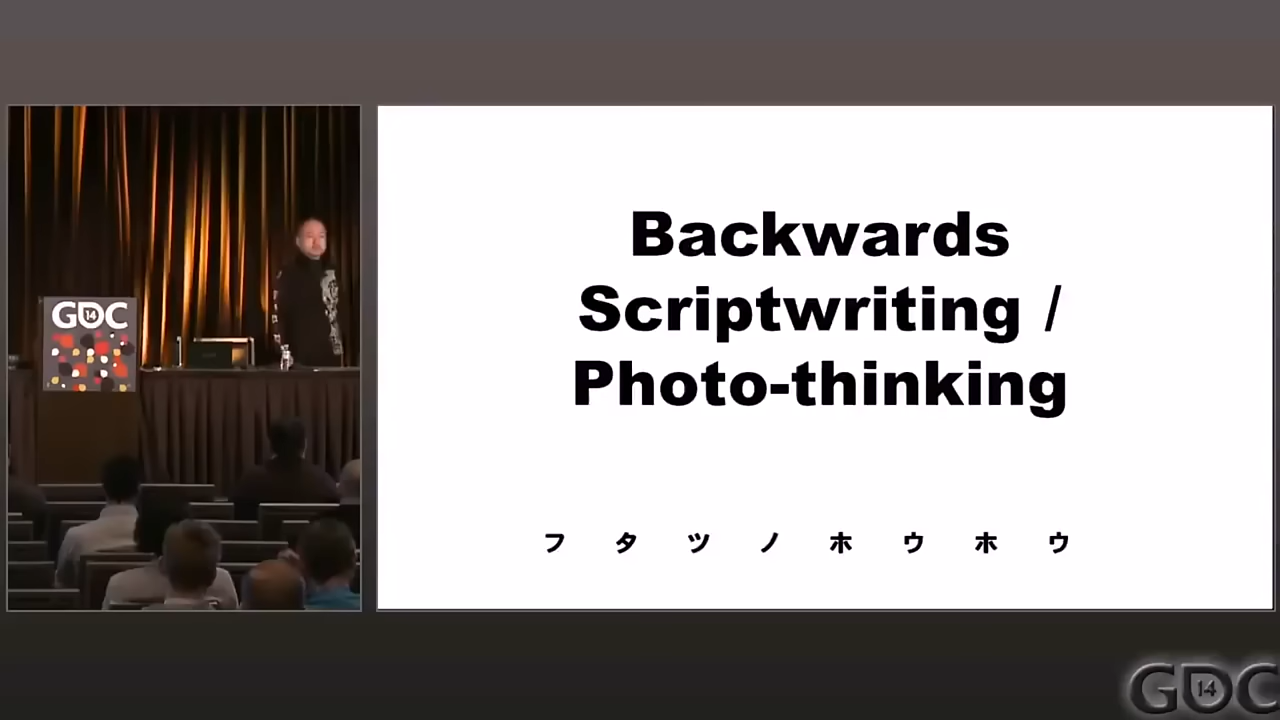 GDC
14
Backwards
Scriptwriting /
Photo-thinking
フタツノホウホウ
GDC
14